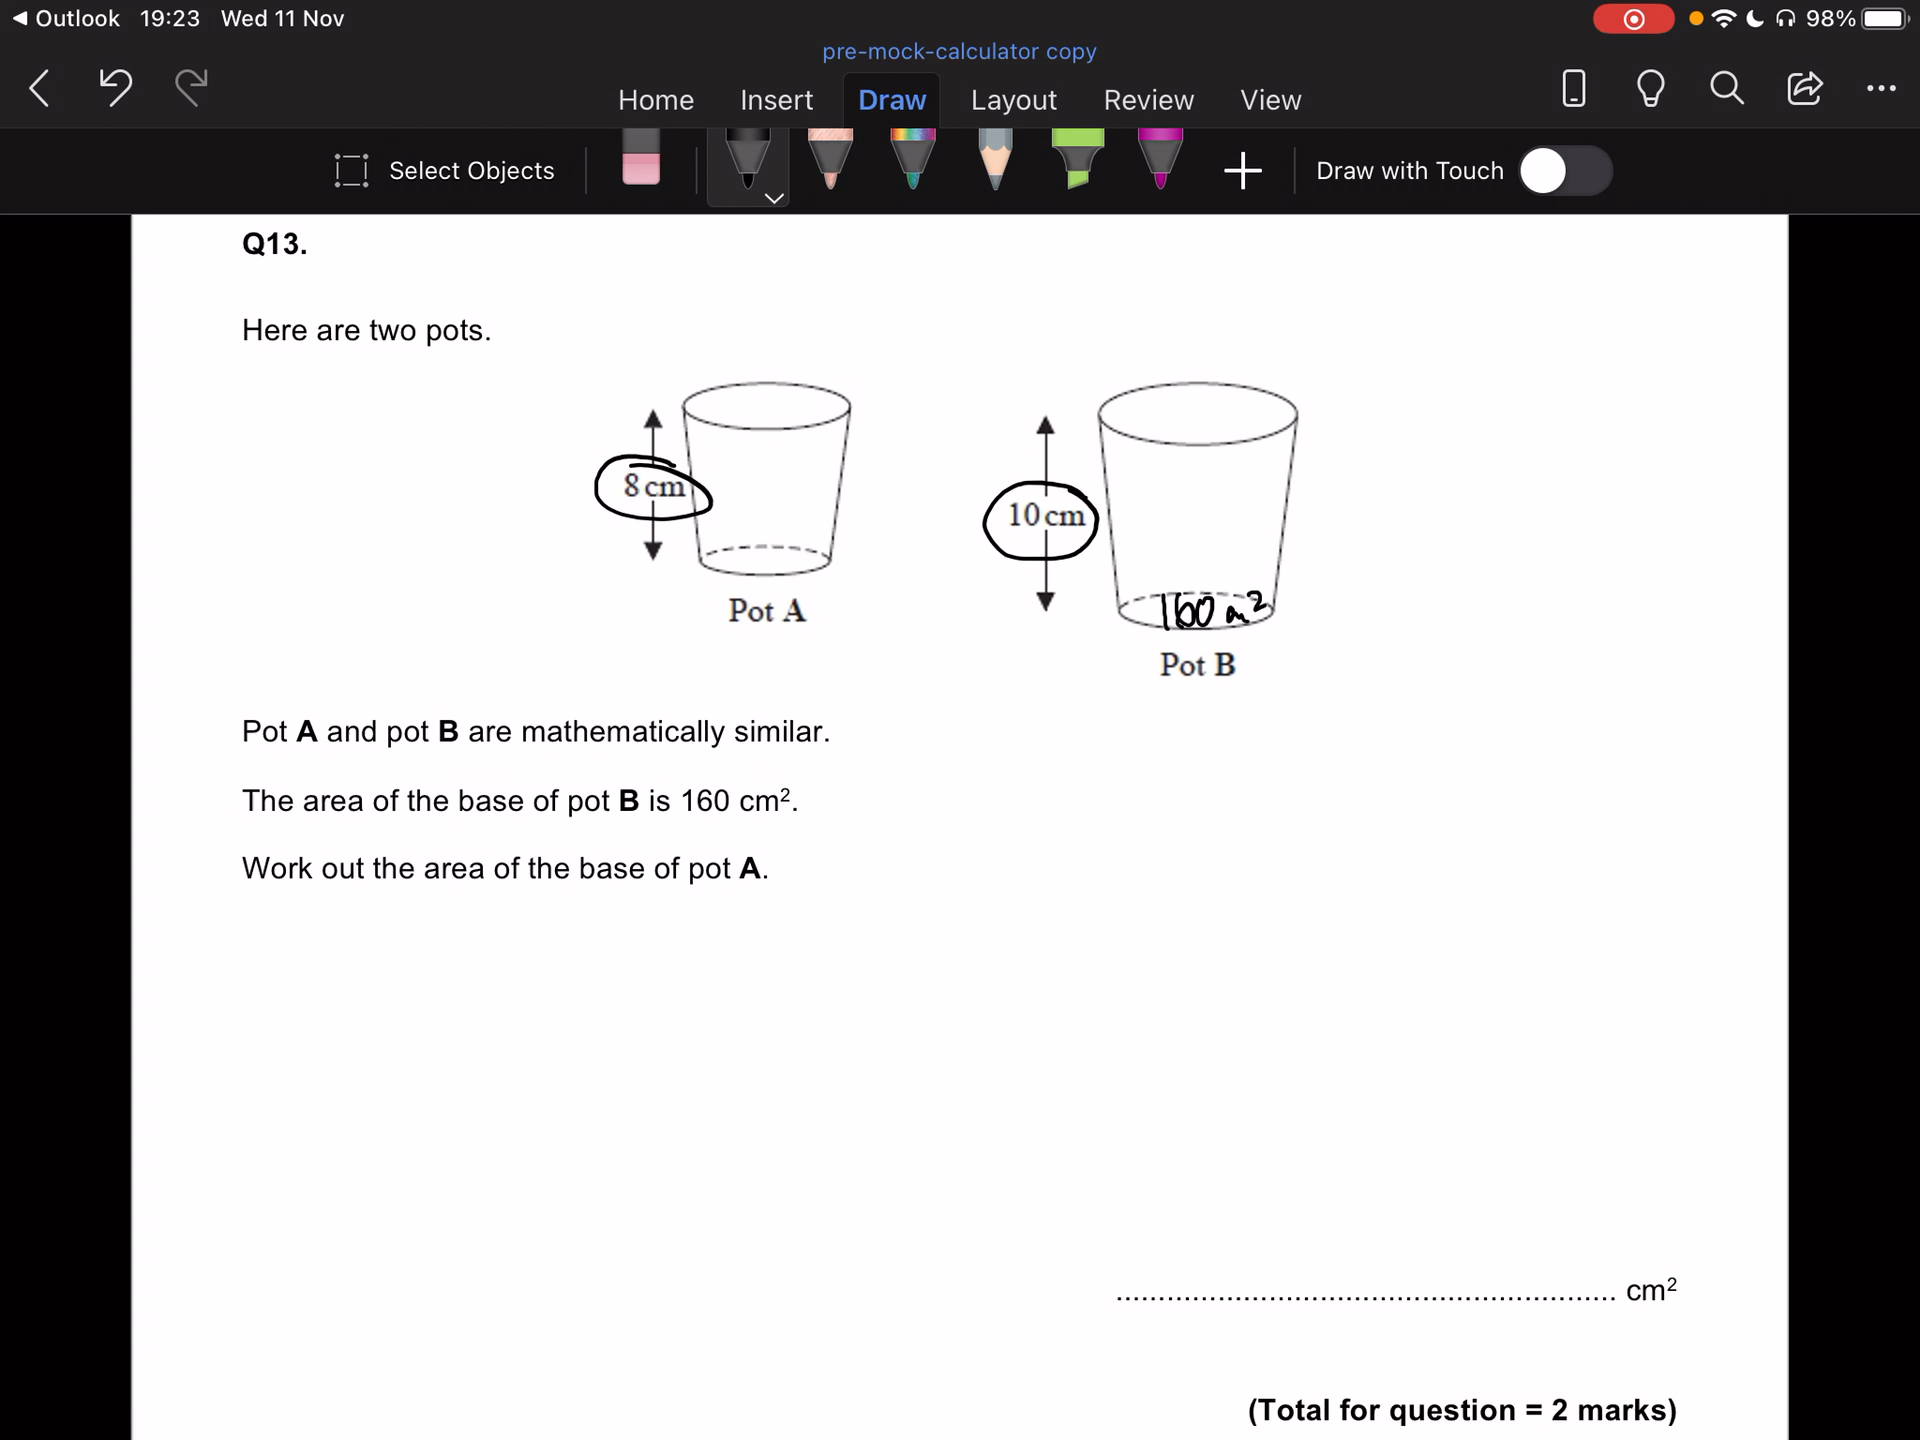 Outlook 19:23 Wed 11 Nov 98%
pre-mock-calculator copy
Home Insert Draw Layout Review View
Select Objects Draw with Touch
Q13.
Here are two pots.
8 cm
10 cm
160 cm²
Pot A
Pot B
Pot A and pot B are mathematically similar.
The area of the base of pot B is 160 cm².
Work out the area of the base of pot A.
.......................................................... cm²
(Total for question = 2 marks)